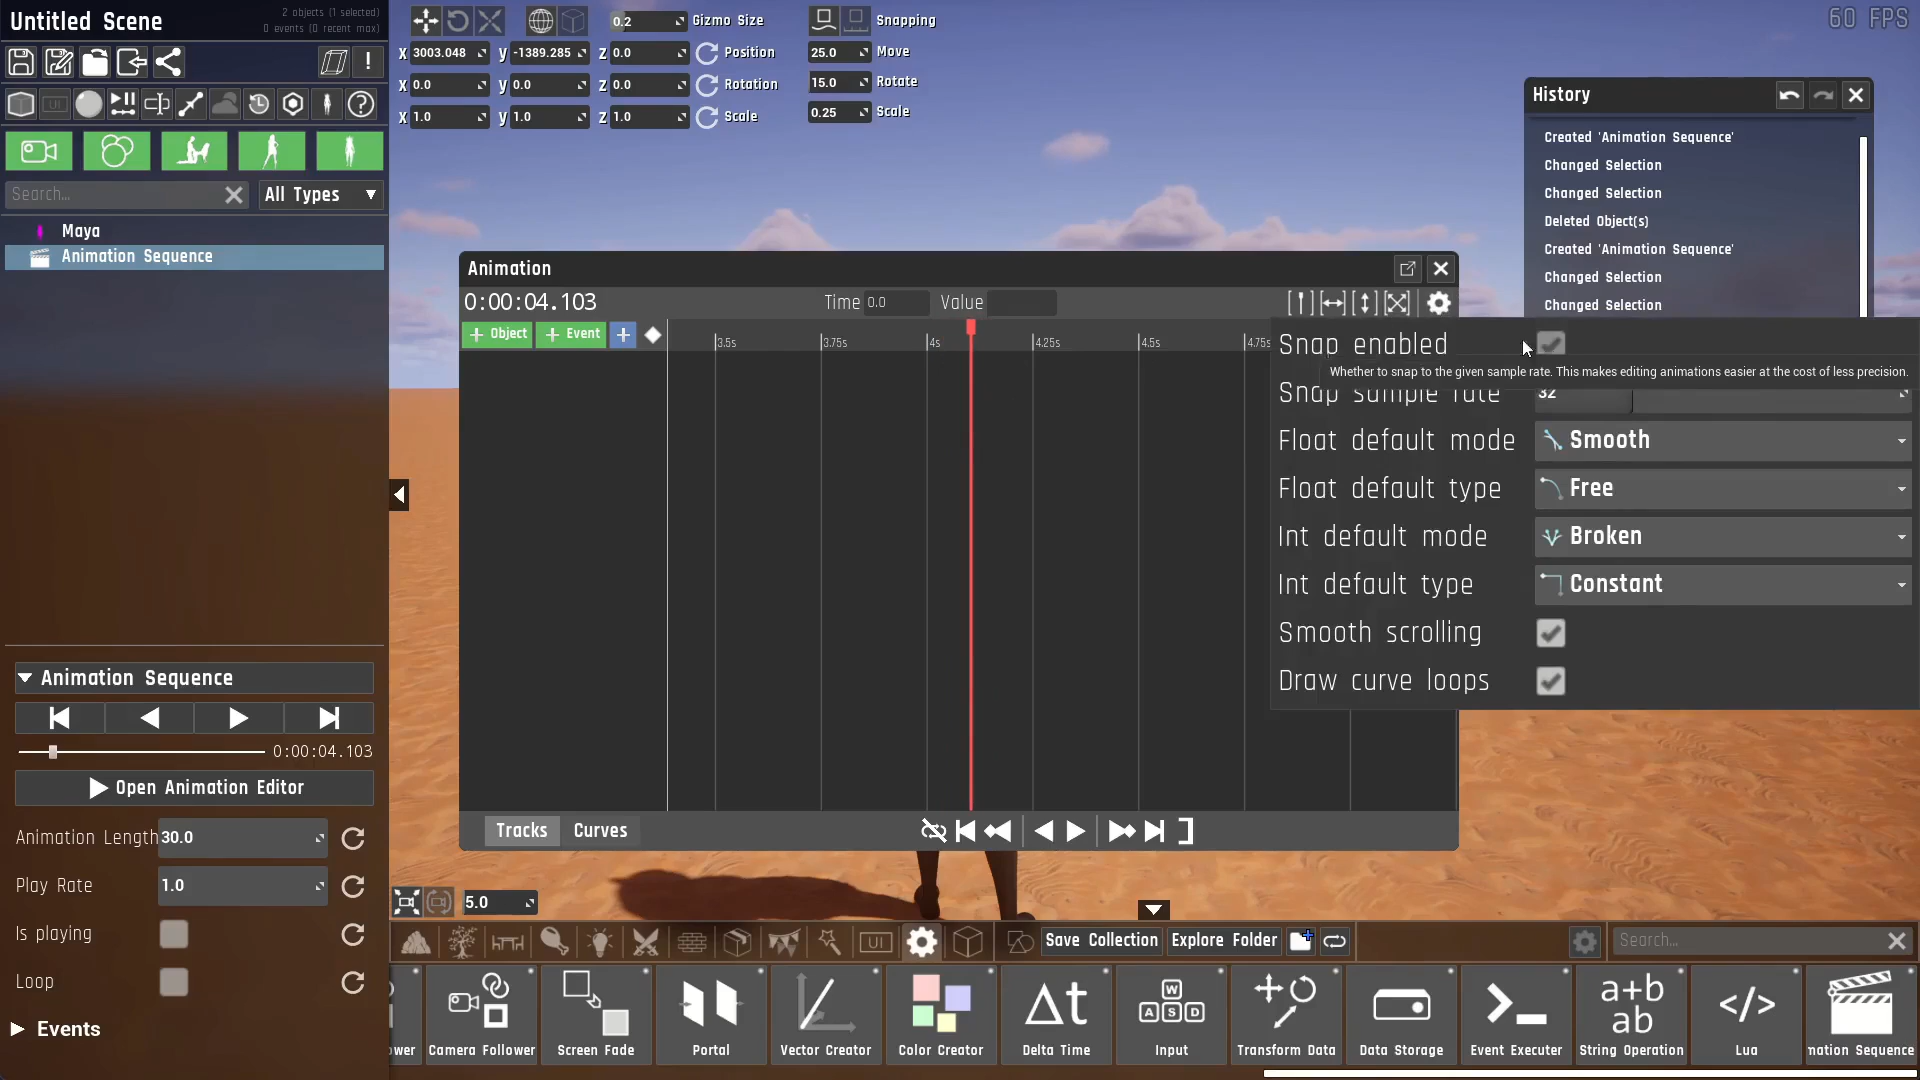 Untitled Scene
2 objects (1 selected)
0 events (0 recent max)
Search...
All Types
Maya
Animation Sequence
Animation Sequence
0:00:04.103
Open Animation Editor
Animation Length 30.0
Play Rate 1.0
Is playing
Loop
Events
0.2 Gizmo Size
x 3003.048 y -1389.285 z 0.0 Position
x 0.0 y 0.0 z 0.0 Rotation
x 1.0 y 1.0 z 1.0 Scale
Snapping
25.0 Move
15.0 Rotate
0.25 Scale
60 FPS
History
Created 'Animation Sequence'
Changed Selection
Changed Selection
Deleted Object(s)
Created 'Animation Sequence'
Changed Selection
Changed Selection
Animation
0:00:04.103 Time 0.0 Value
+ Object + Event +
3.5s 3.75s 4s 4.25s 4.5s 4.75s
Snap enabled
Whether to snap to the given sample rate. This makes editing animations easier at the cost of less precision.
Snap sample rate 32
Float default mode Smooth
Float default type Free
Int default mode Broken
Int default type Constant
Smooth scrolling
Draw curve loops
Tracks Curves
5.0
UI
Save Collection Explore Folder
Search...
W
A S D
a+b
ab
Δt
</>
ower
Camera Follower
Screen Fade
Portal
Vector Creator
Color Creator
Delta Time
Input
Transform Data
Data Storage
Event Executer
String Operation
Lua
mation Sequence